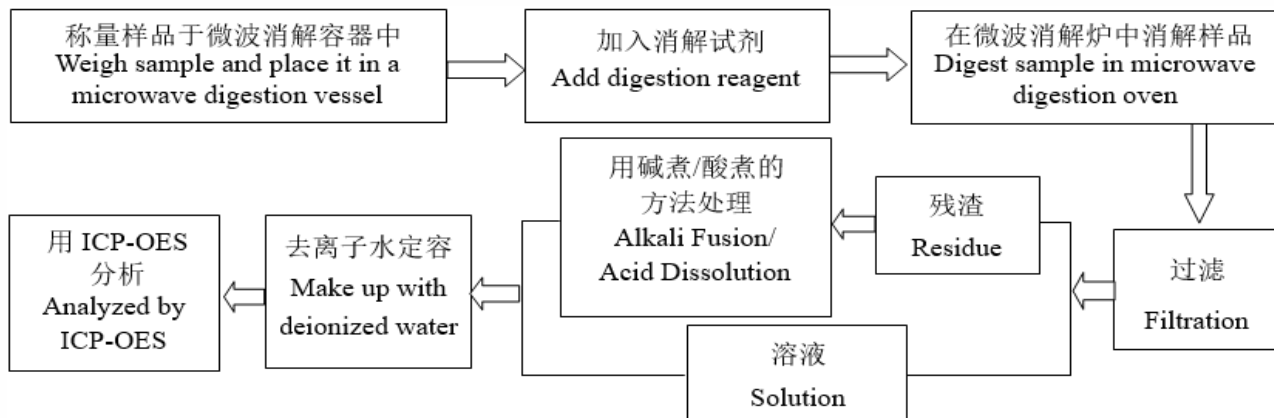 称量样品于微波消解容器中
Weigh sample and place it in a
microwave digestion vessel
加入消解试剂
Add digestion reagent
在微波消解炉中消解样品
Digest sample in microwave
digestion oven
过滤
Filtration
残渣
Residue
用碱煮/酸煮的
方法处理
Alkali Fusion/
Acid Dissolution
溶液
Solution
去离子水定容
Make up with
deionized water
用 ICP-OES
分析
Analyzed by
ICP-OES